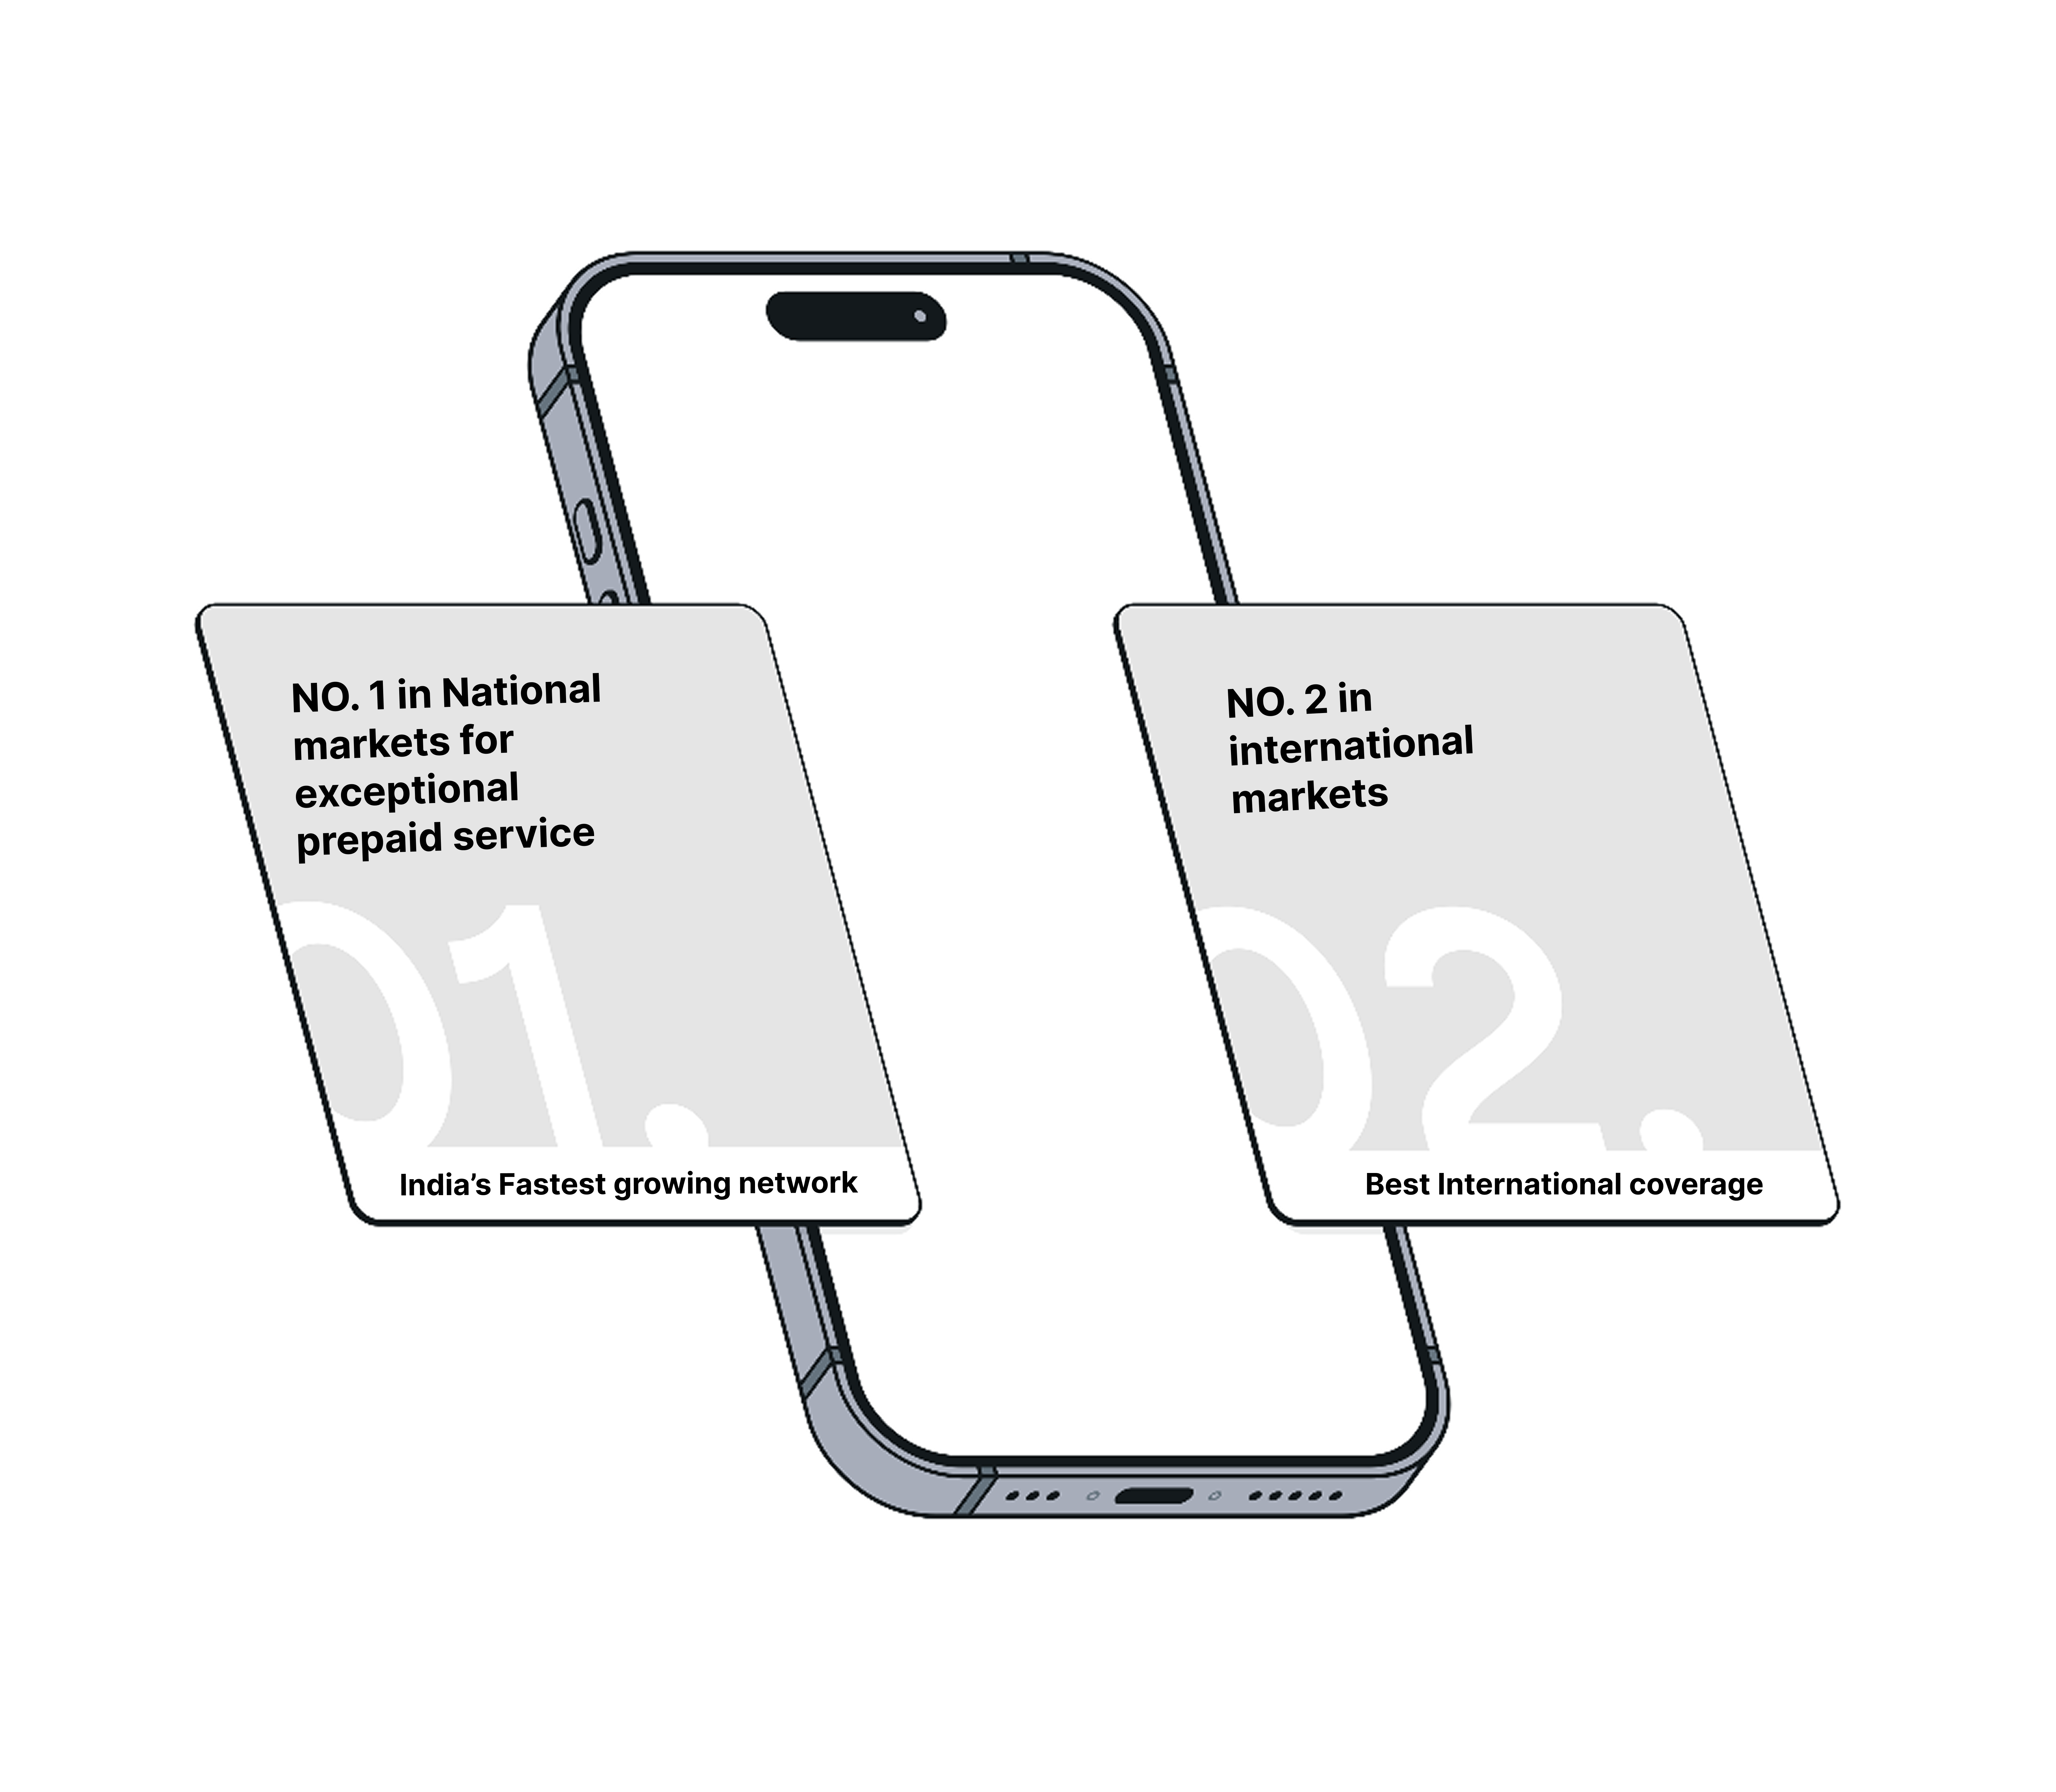 NO. 1 in National
markets for
exceptional
prepaid service
01.
India's Fastest growing network
NO. 2 in
international
markets
02.
Best International coverage